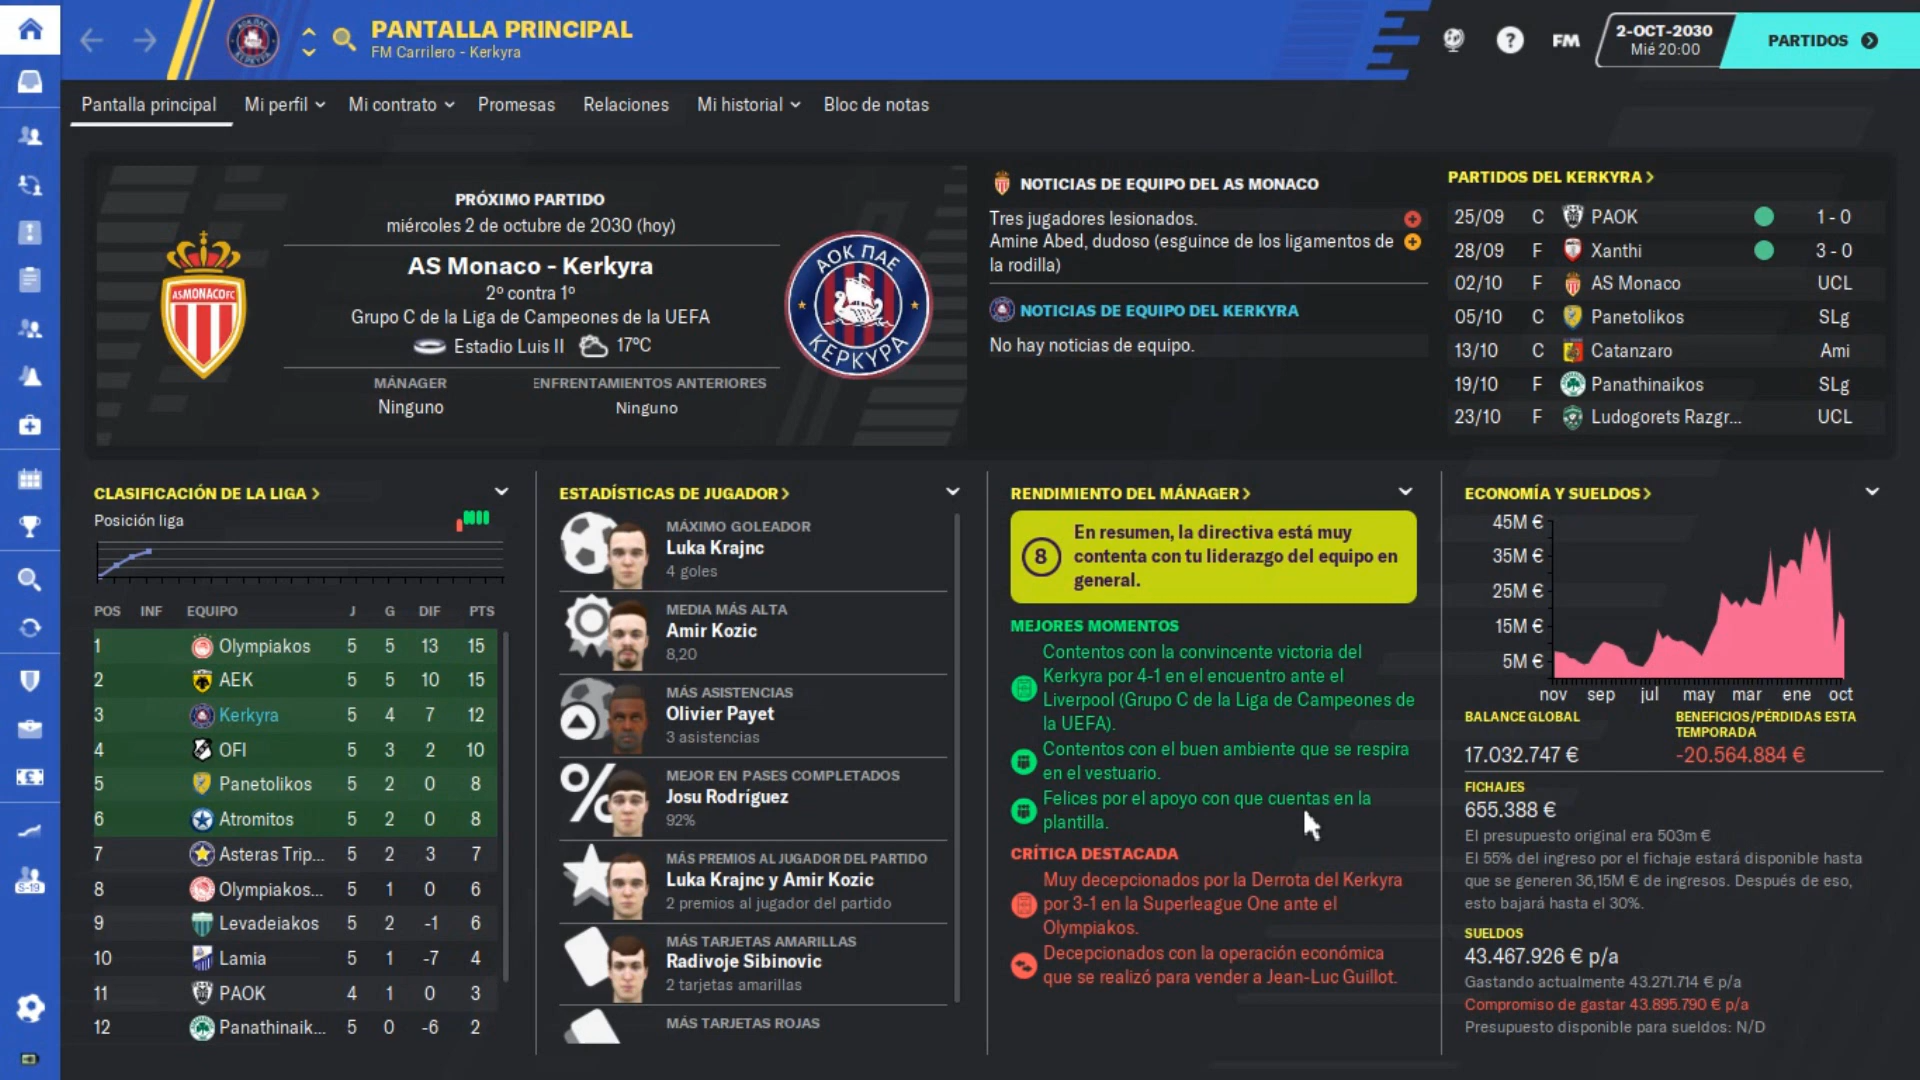 PANTALLA PRINCIPAL
FM Carrilero - Kerkyra
FM
2-OCT-2030
Mié 20:00
PARTIDOS
Pantalla principal Mi perfil Mi contrato Promesas Relaciones Mi historial Bloc de notas
PRÓXIMO PARTIDO
miércoles 2 de octubre de 2030 (hoy)
AS Monaco - Kerkyra
2º contra 1º
Grupo C de la Liga de Campeones de la UEFA
Estadio Luis II 17ºC
MÁNAGER
Ninguno
ENFRENTAMIENTOS ANTERIORES
Ninguno
ASMONACOFC
ΑΟΚ ΠΑΕ
ΚΕΡΚΥΡΑ
NOTICIAS DE EQUIPO DEL AS MONACO
Tres jugadores lesionados.
Amine Abed, dudoso (esguince de los ligamentos de
la rodilla)
NOTICIAS DE EQUIPO DEL KERKYRA
No hay noticias de equipo.
PARTIDOS DEL KERKYRA
25/09 C PAOK 1 - 0
28/09 F Xanthi 3 - 0
02/10 F AS Monaco UCL
05/10 C Panetolikos SLg
13/10 C Catanzaro Ami
19/10 F Panathinaikos SLg
23/10 F Ludogorets Razgr... UCL
CLASIFICACIÓN DE LA LIGA
Posición liga
POS INF EQUIPO J G DIF PTS
1 Olympiakos 5 5 13 15
2 AEK 5 5 10 15
3 Kerkyra 5 4 7 12
4 OFI 5 3 2 10
5 Panetolikos 5 2 0 8
6 Atromitos 5 2 0 8
7 Asteras Trip... 5 2 3 7
8 Olympiakos... 5 1 0 6
9 Levadeiakos 5 2 -1 6
10 Lamia 5 1 -7 4
11 PAOK 4 1 0 3
12 Panathinaik... 5 0 -6 2
S-19
ESTADÍSTICAS DE JUGADOR
MÁXIMO GOLEADOR
Luka Krajnc
4 goles
MEDIA MÁS ALTA
Amir Kozic
8,20
MÁS ASISTENCIAS
Olivier Payet
3 asistencias
MEJOR EN PASES COMPLETADOS
Josu Rodríguez
92%
MÁS PREMIOS AL JUGADOR DEL PARTIDO
Luka Krajnc y Amir Kozic
2 premios al jugador del partido
MÁS TARJETAS AMARILLAS
Radivoje Sibinovic
2 tarjetas amarillas
MÁS TARJETAS ROJAS
RENDIMIENTO DEL MÁNAGER
8
En resumen, la directiva está muy
contenta con tu liderazgo del equipo en
general.
MEJORES MOMENTOS
Contentos con la convincente victoria del
Kerkyra por 4-1 en el encuentro ante el
Liverpool (Grupo C de la Liga de Campeones de
la UEFA).
Contentos con el buen ambiente que se respira
en el vestuario.
Felices por el apoyo con que cuentas en la
plantilla.
CRÍTICA DESTACADA
Muy decepcionados por la Derrota del Kerkyra
por 3-1 en la Superleague One ante el
Olympiakos.
Decepcionados con la operación económica
que se realizó para vender a Jean-Luc Guillot.
ECONOMÍA Y SUELDOS
45M €
35M €
25M €
15M €
5M €
nov sep jul may mar ene oct
BALANCE GLOBAL
17.032.747 €
BENEFICIOS/PÉRDIDAS ESTA
TEMPORADA
-20.564.884 €
FICHAJES
655.388 €
El presupuesto original era 503m €
El 55% del ingreso por el fichaje estará disponible hasta
que se generen 36,15M € de ingresos. Después de eso,
esto bajará hasta el 30%.
SUELDOS
43.467.926 € p/a
Gastando actualmente 43.271.714 € p/a
Compromiso de gastar 43.895.790 € p/a
Presupuesto disponible para sueldos: N/D